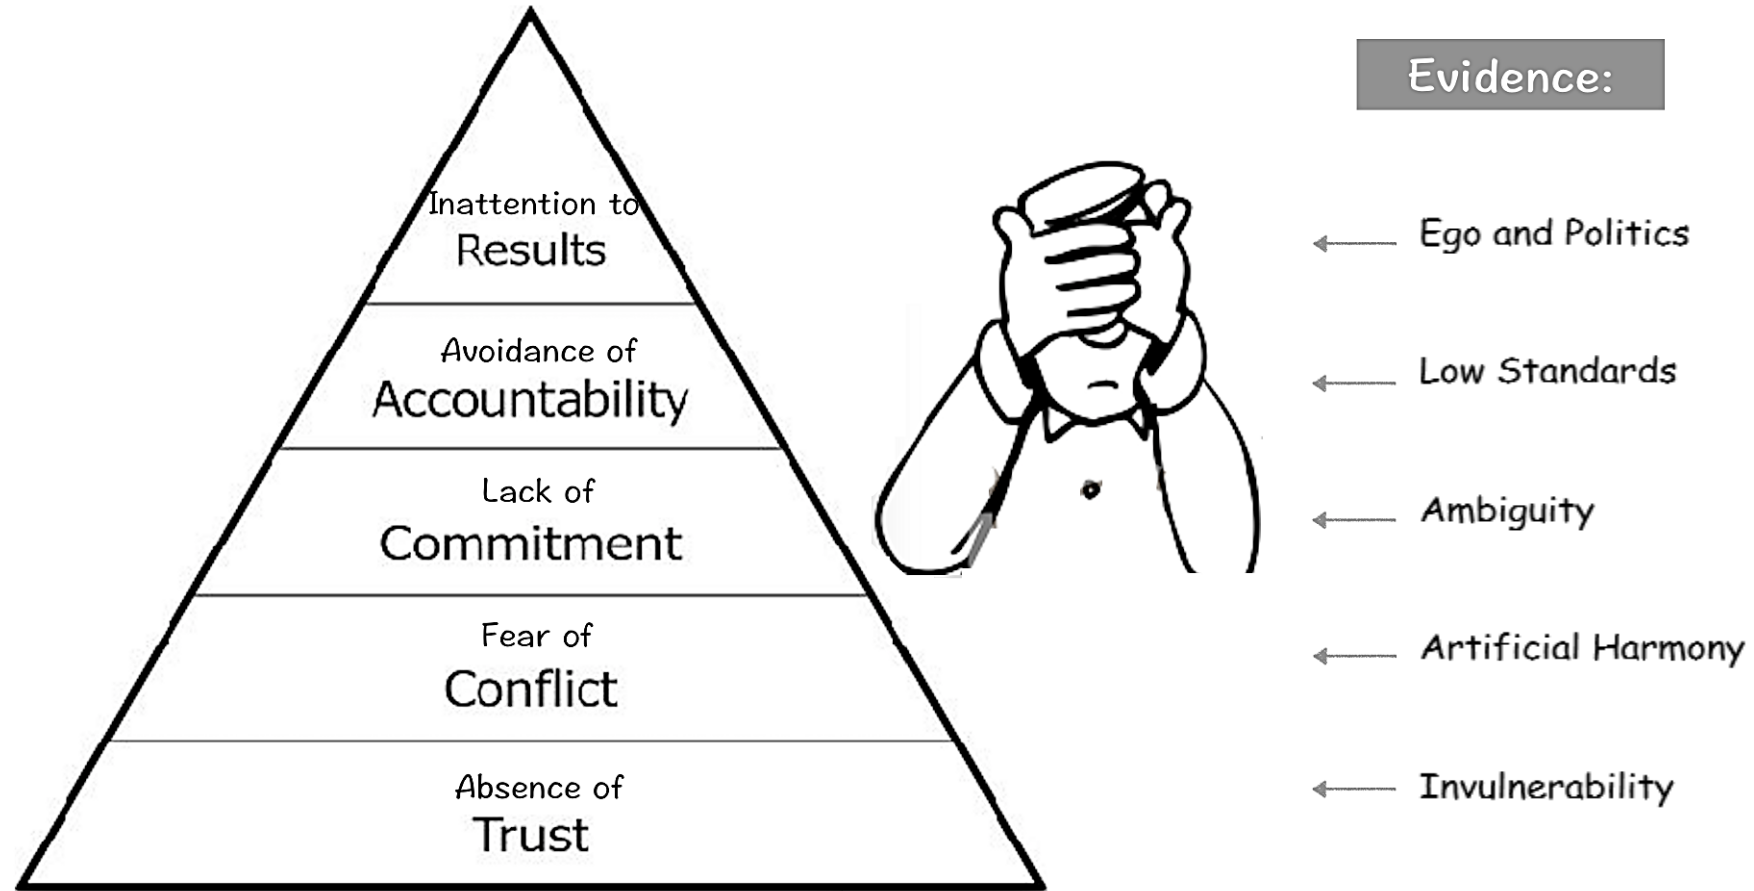 Evidence:
Inattention to
Results
Ego and Politics
Avoidance of
Accountability
Low Standards
Lack of
Commitment
Ambiguity
Fear of
Conflict
Artificial Harmony
Absence of
Trust
Invulnerability